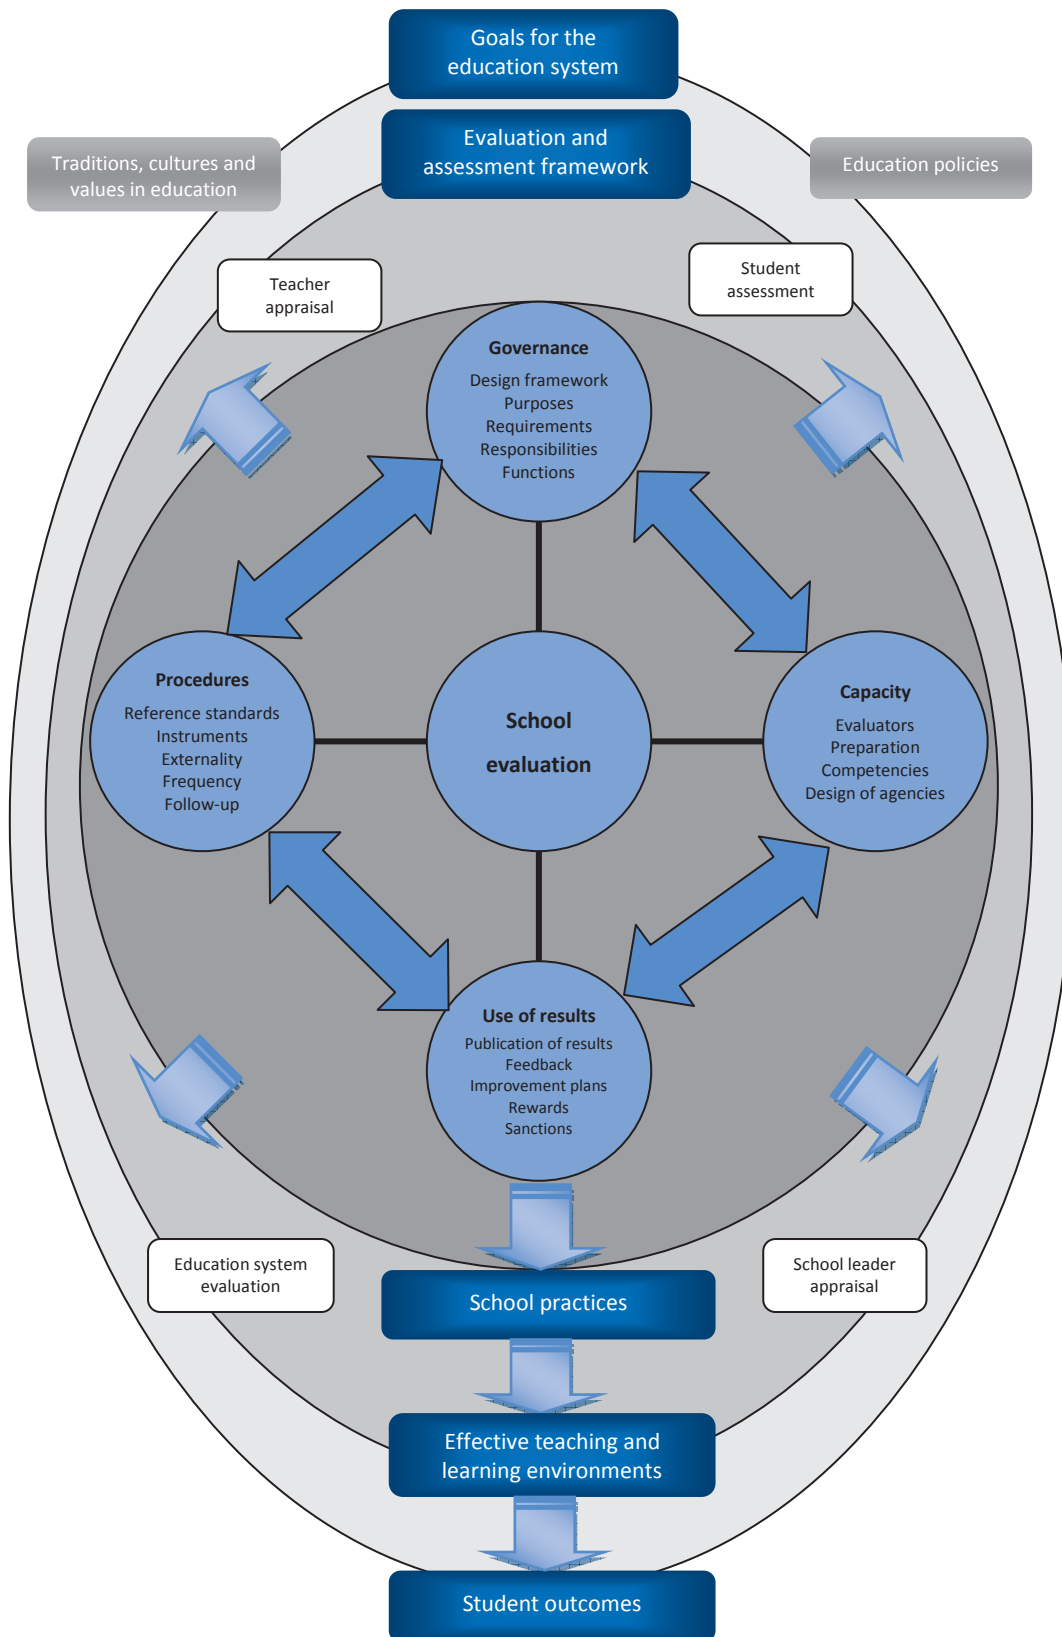 Goals for the
education system
Evaluation and
assessment framework
Traditions, cultures and
values in education
Education policies
Teacher
appraisal
Student
assessment
Governance
Design framework
Purposes
Requirements
Responsibilities
Functions
Procedures
Reference standards
Instruments
Externality
Frequency
Follow-up
School
evaluation
Capacity
Evaluators
Preparation
Competencies
Design of agencies
Use of results
Publication of results
Feedback
Improvement plans
Rewards
Sanctions
Education system
evaluation
School leader
appraisal
School practices
Effective teaching and
learning environments
Student outcomes